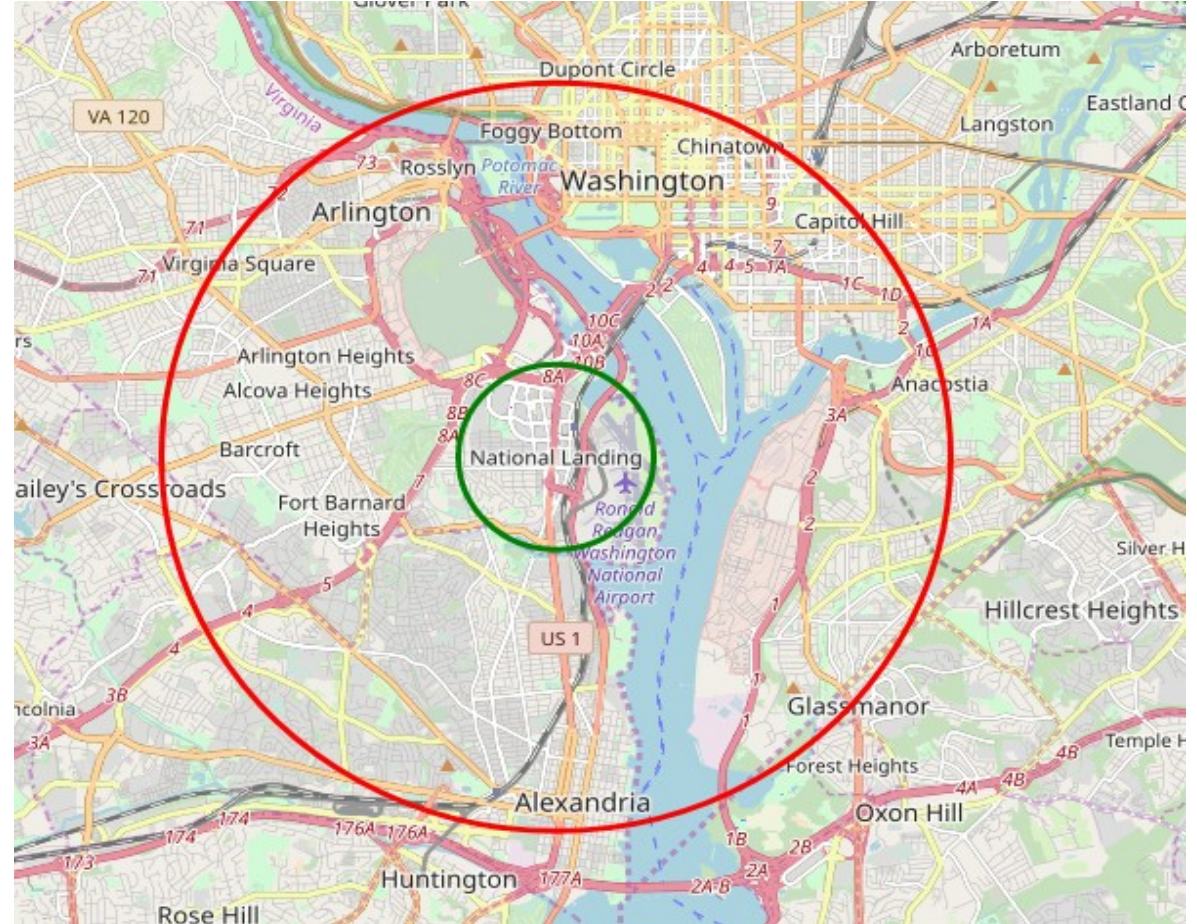 Glover Park
Arboretum
Dupont Circle
VA 120
Virginia
Eastland C
Foggy Bottom
Langston
Chinatown
73
Rosslyn
Potomac
River
Washington
72
Arlington
9
71
Capitol Hill
7
Virginia Square
71
4
4
5
1A
1C
1D
2
2
10C
2
1A
rs
10A
1C
Arlington Heights
10B
8C
8A
Anacostia
Alcova Heights
8B
3A
8A
Barcroft
National Landing
7
2
ailey's Crossroads
Fort Barnard
Heights
Ronald
Reagan
Washington
National
Airport
2
Silver H
5
4
1
Hillcrest Heights
US 1
4
1
3B
Glassmanor
ncolnia
1
3A
Temple H
4B
Forest Heights
4B
4A
Alexandria
Oxon Hill
174
174
176A
176A
1B
2B
173
2A
Huntington
177A
2A-B
Rose Hill